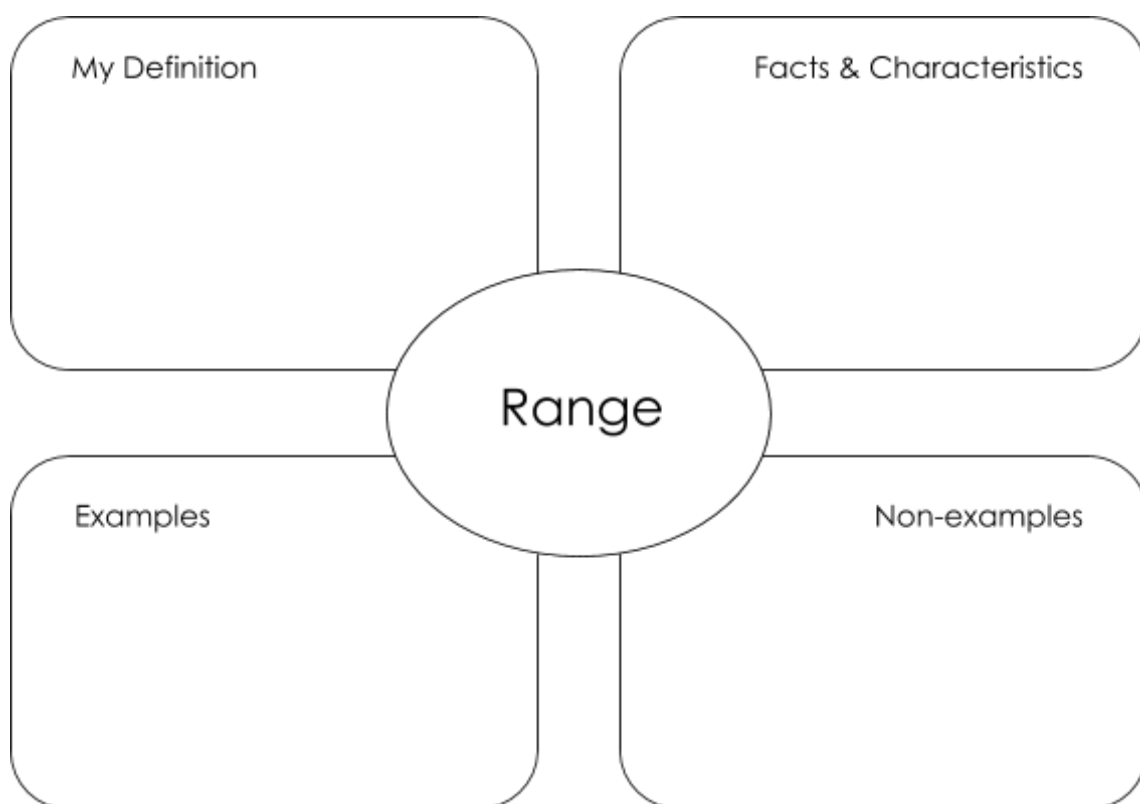 My Definition
Facts & Characteristics
Range
Examples
Non-examples